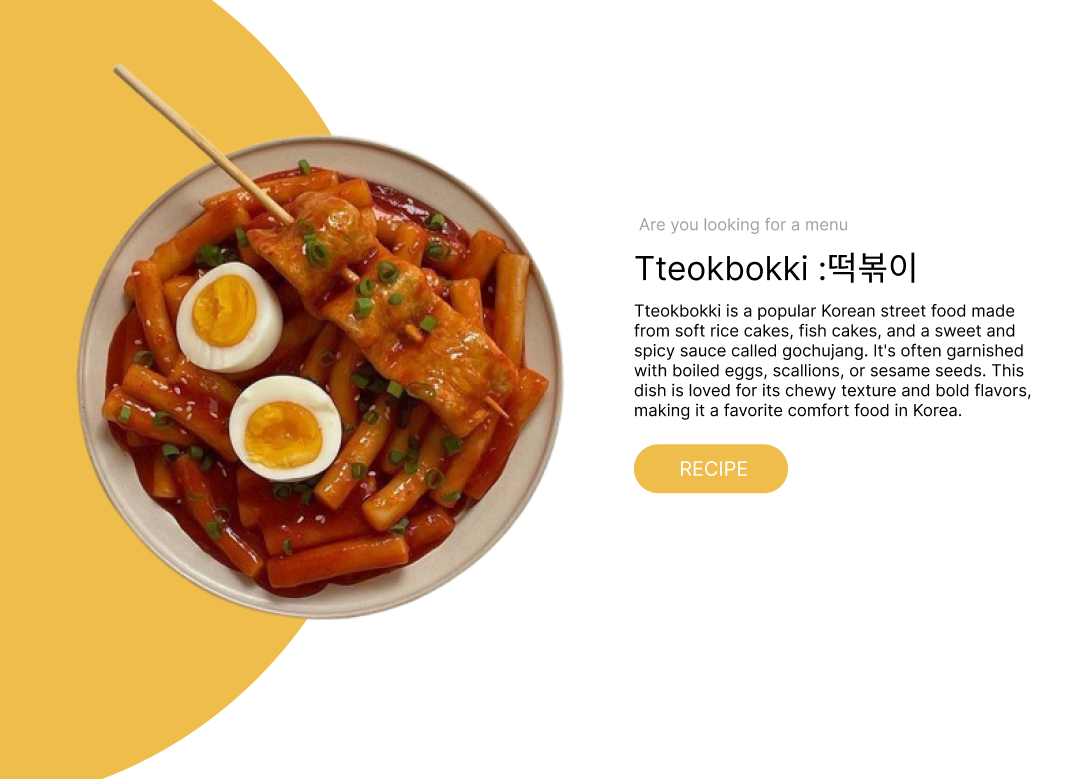 Are you looking for a menu
Tteokbokki :떡볶이
Tteokbokki is a popular Korean street food made
from soft rice cakes, fish cakes, and a sweet and
spicy sauce called gochujang. It's often garnished
with boiled eggs, scallions, or sesame seeds. This
dish is loved for its chewy texture and bold flavors,
making it a favorite comfort food in Korea.
RECIPE